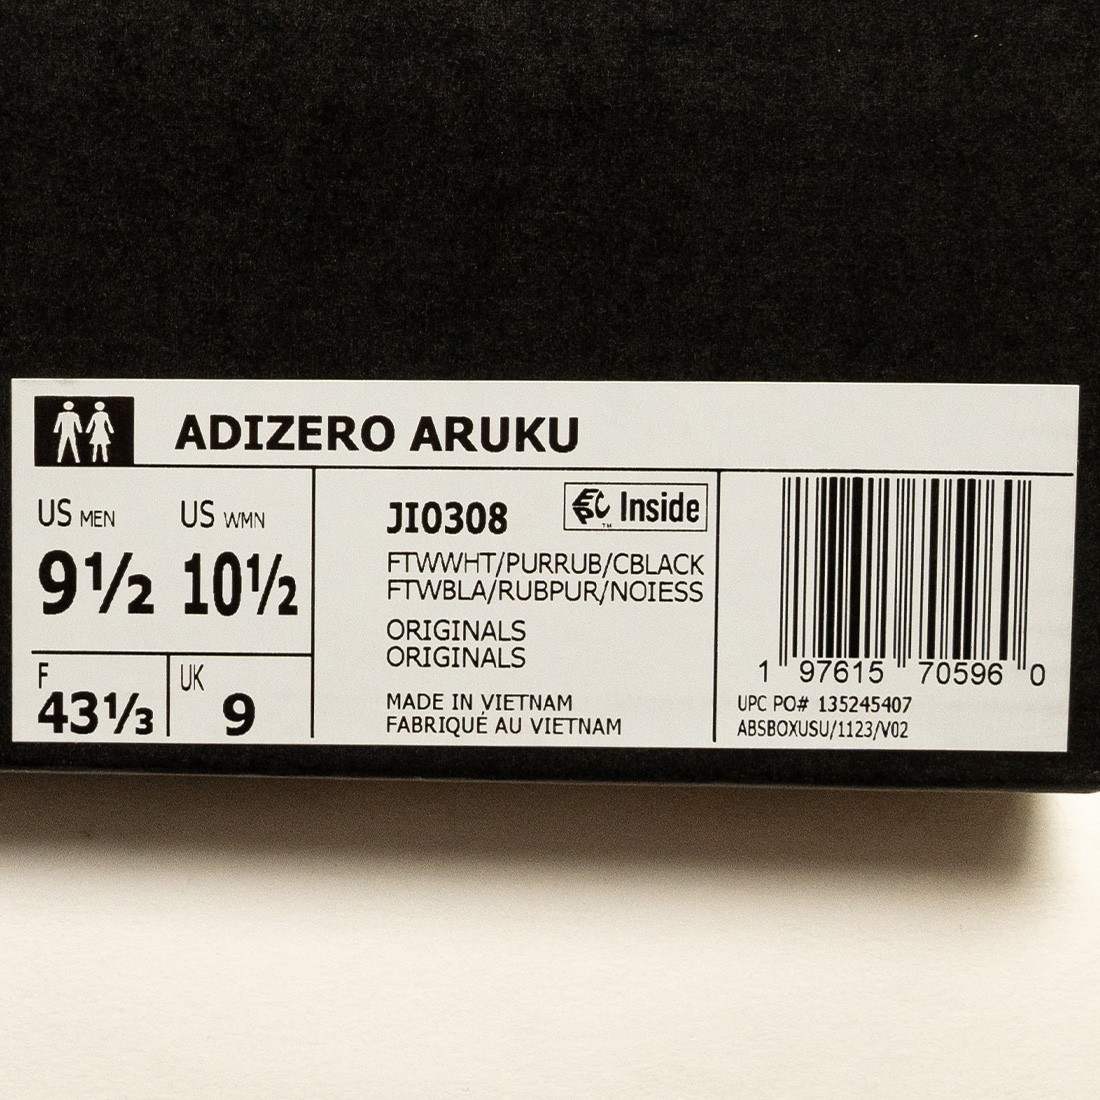 ADIZERO ARUKU
US MEN US WMN
9½ 10½
F
43⅓
UK
9
JI0308
EPC™ Inside
FTWWHT/PURRUB/CBLACK
FTWBLA/RUBPUR/NOIESS
ORIGINALS
ORIGINALS
MADE IN VIETNAM
FABRIQUÉ AU VIETNAM
1 97615 70596 0
UPC PO# 135245407
ABSBOXUSU/1123/V02